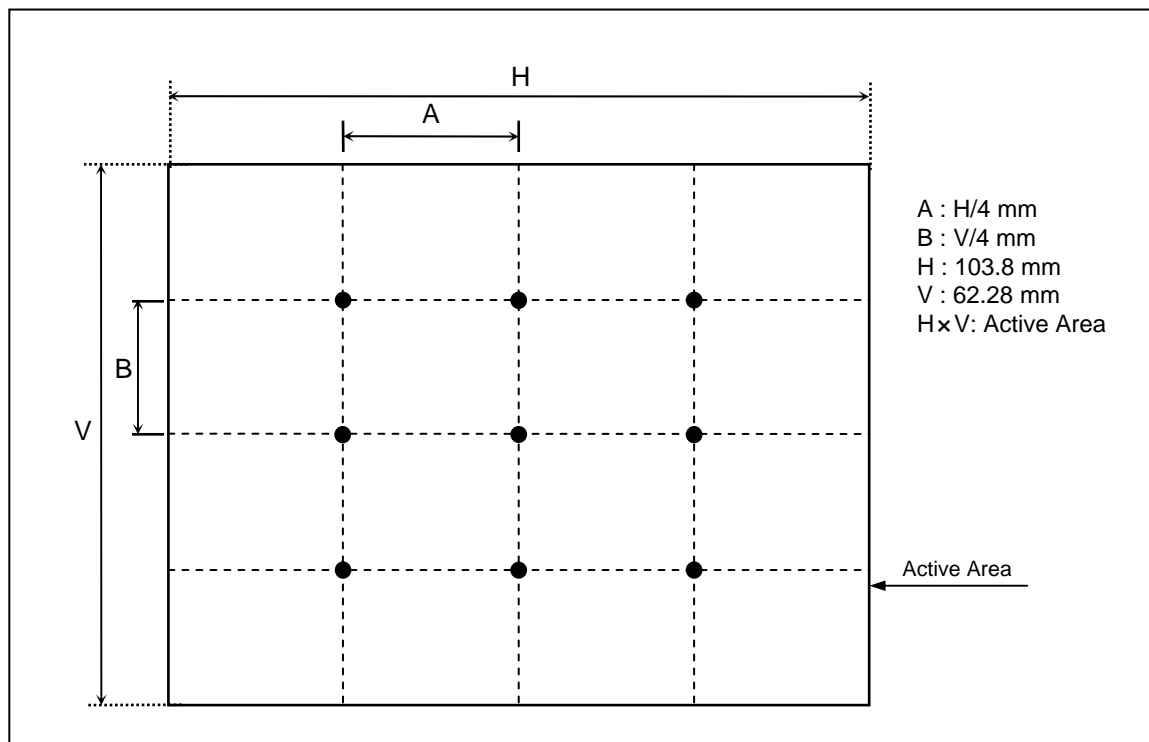 H
A
A : H/4 mm
B : V/4 mm
H : 103.8 mm
V : 62.28 mm
H×V: Active Area
B
V
Active Area